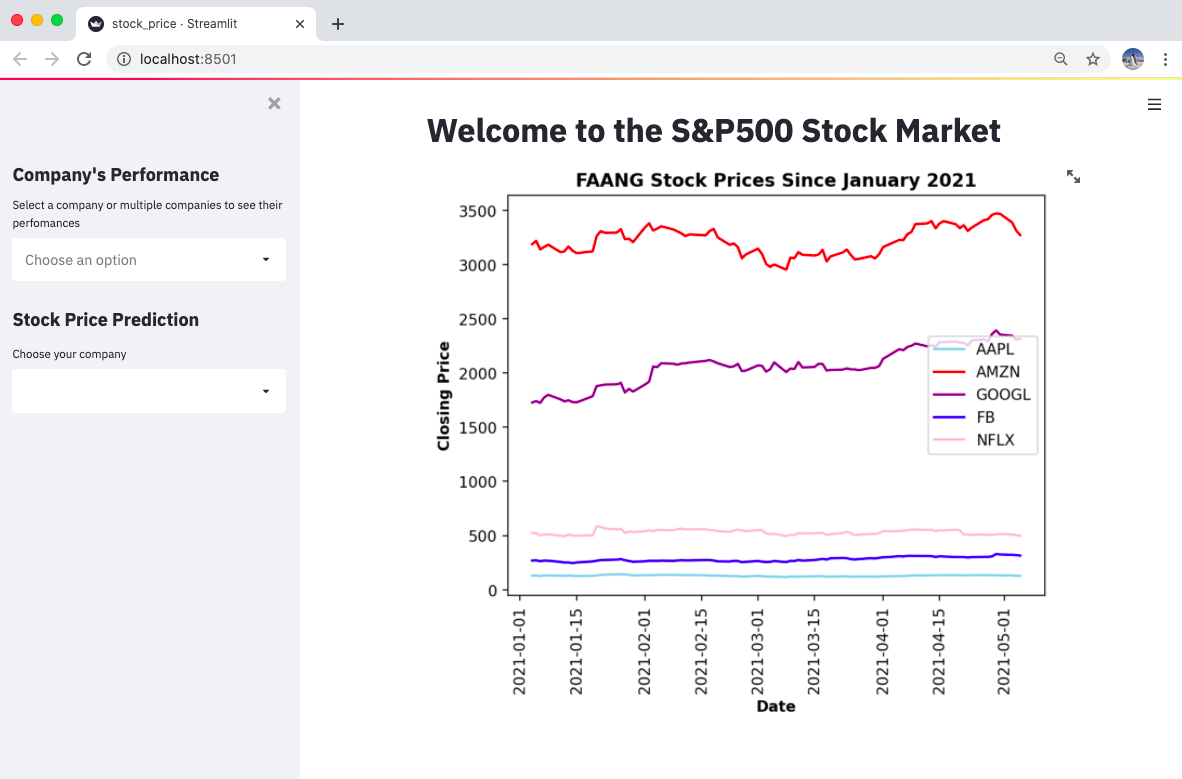 stock_price · Streamlit
localhost:8501
Company's Performance
Select a company or multiple companies to see their
perfomances
Choose an option
Stock Price Prediction
Choose your company
Welcome to the S&P500 Stock Market
FAANG Stock Prices Since January 2021
Closing Price
3500
3000
2500
2000
1500
1000
500
0
AAPL
AMZN
GOOGL
FB
NFLX
2021-01-01
2021-01-15
2021-02-01
2021-02-15
2021-03-01
2021-03-15
2021-04-01
2021-04-15
2021-05-01
Date